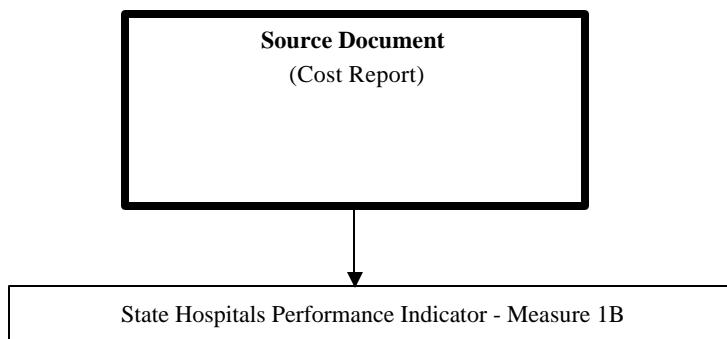 Source Document
(Cost Report)
State Hospitals Performance Indicator - Measure 1B